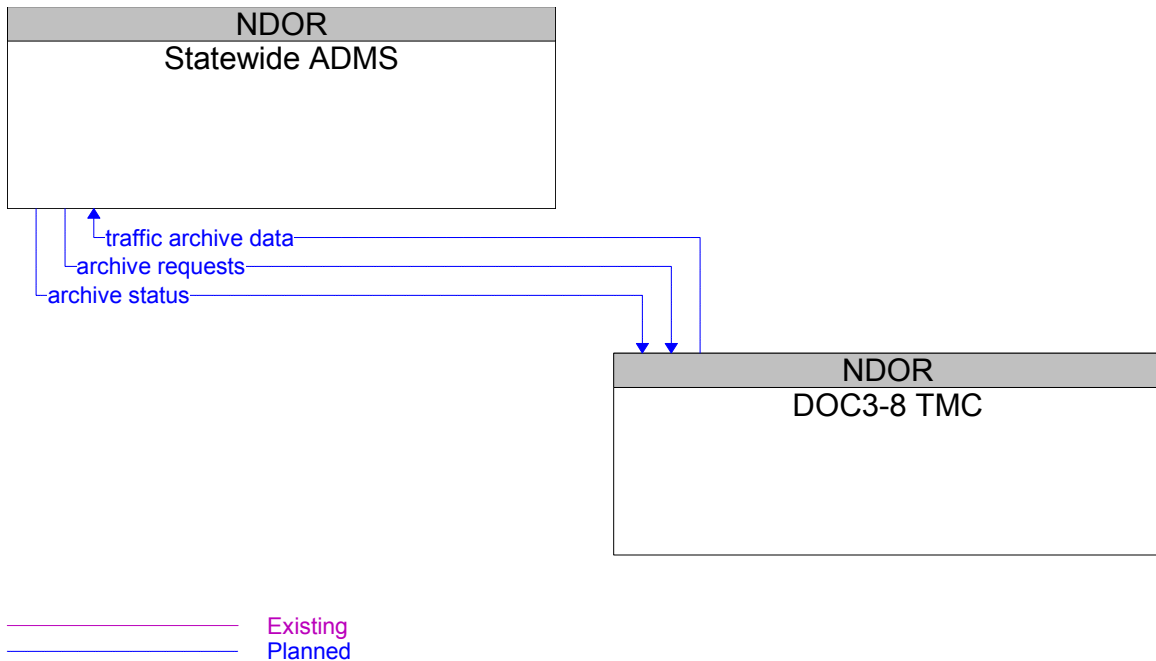 NDOR
Statewide ADMS
traffic archive data
archive requests
archive status
NDOR
DOC3-8 TMC
Existing
Planned